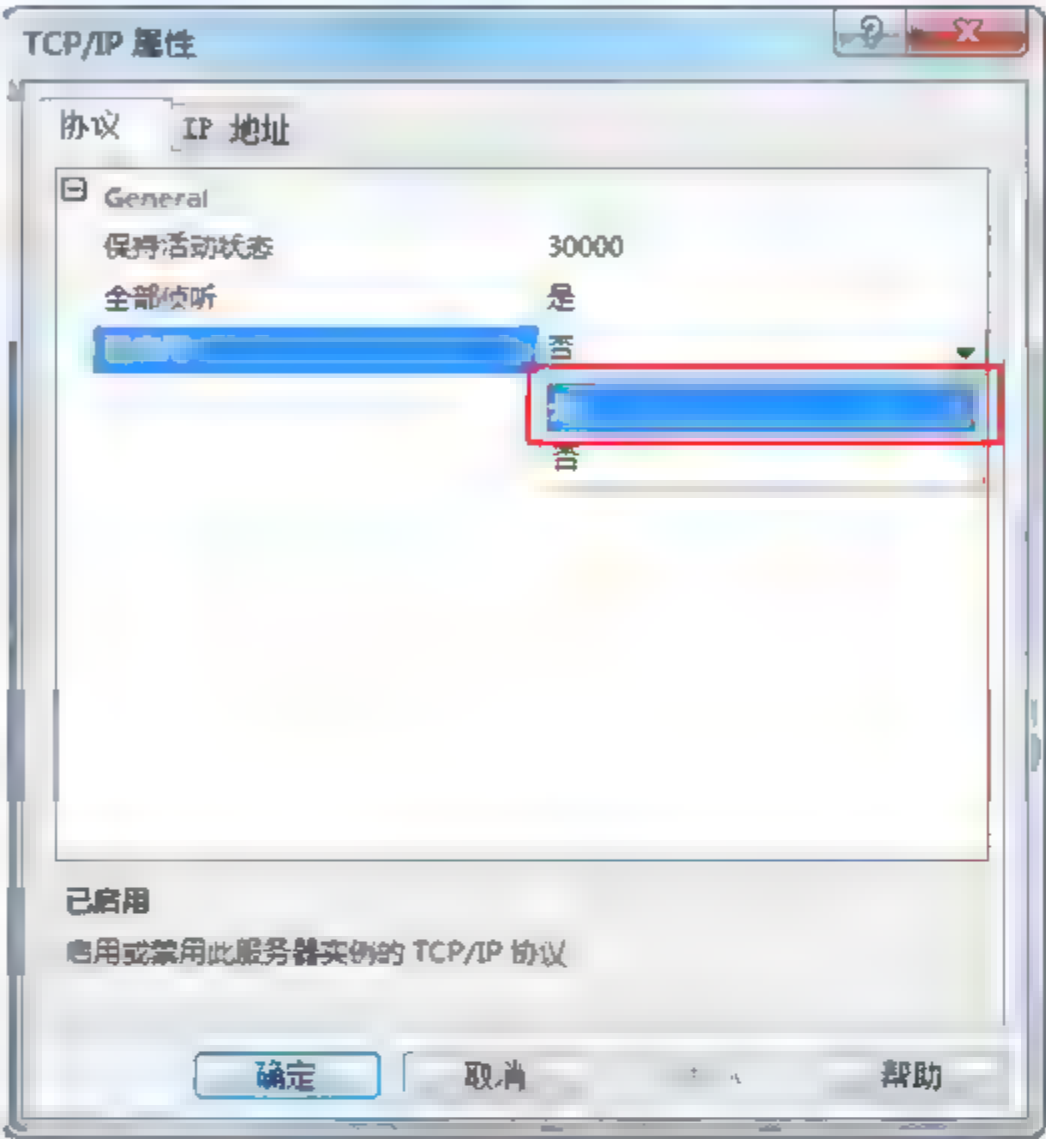 TCP/IP 属性
协议
IP 地址
General
保持活动状态 30000
全部侦听 是
否
否
已启用
启用或禁用此服务器实例的 TCP/IP 协议
确定 取消 帮助